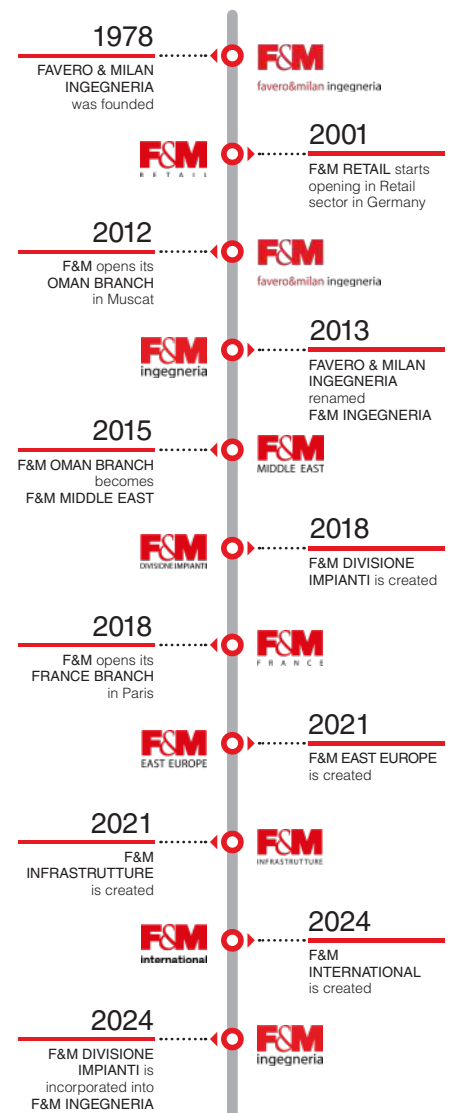 1978
FAVERO & MILAN
INGEGNERIA
was founded
F&M
favero&milan ingegneria
F&M
RETAIL
2001
F&M RETAIL starts
opening in Retail
sector in Germany
2012
F&M opens its
OMAN BRANCH
in Muscat
F&M
favero&milan ingegneria
F&M
ingegneria
2013
FAVERO & MILAN
INGEGNERIA
renamed
F&M INGEGNERIA
2015
F&M OMAN BRANCH
becomes
F&M MIDDLE EAST
F&M
MIDDLE EAST
F&M
DIVISIONE IMPIANTI
2018
F&M DIVISIONE
IMPIANTI is created
2018
F&M opens its
FRANCE BRANCH
in Paris
F&M
FRANCE
F&M
EAST EUROPE
2021
F&M EAST EUROPE
is created
2021
F&M
INFRASTRUTTURE
is created
F&M
INFRASTRUTTURE
F&M
international
2024
F&M
INTERNATIONAL
is created
2024
F&M DIVISIONE
IMPIANTI is
incorporated into
F&M INGEGNERIA
F&M
ingegneria